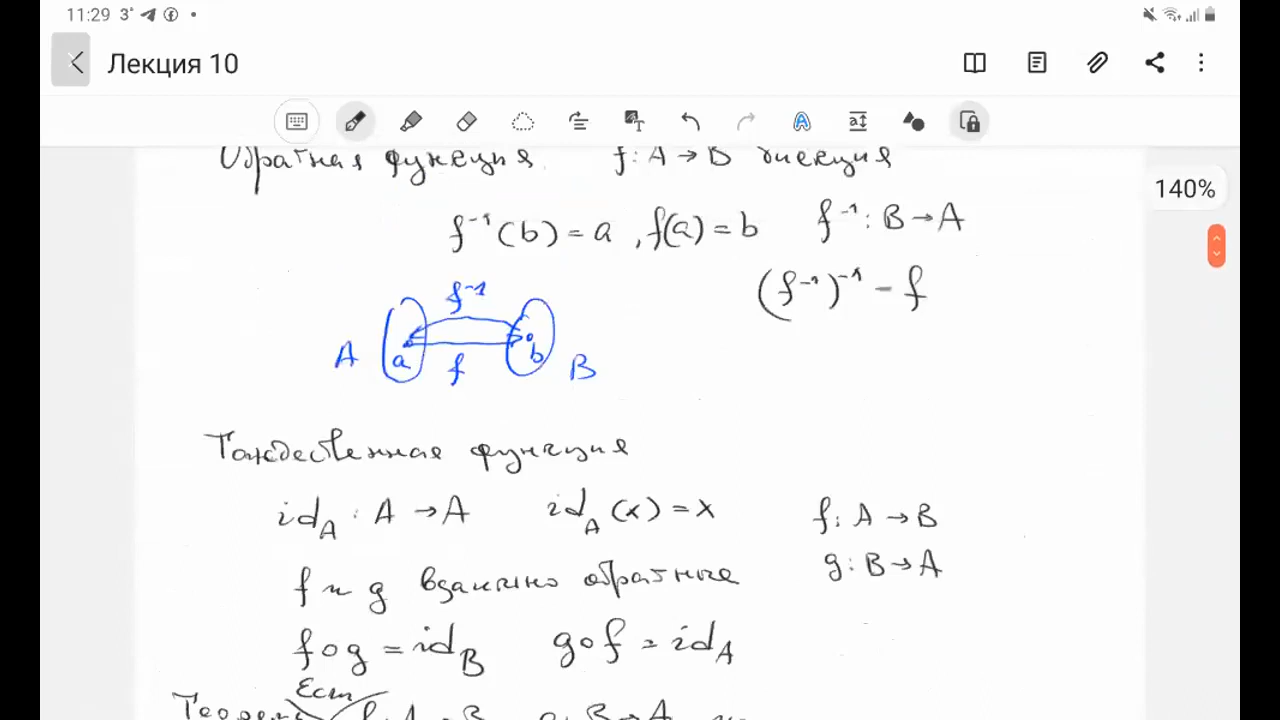 11:29 3°
Лекция 10
140%
Обратная функция. f: A → B биекция
f⁻¹(b) = a, f(a) = b f⁻¹: B → A
(f⁻¹)⁻¹ = f
f⁻¹
A a f b B
Тождественная функция
id_A : A → A id_A(x) = x f: A → B
f и g взаимно обратные g: B → A
f∘g = id_B g∘f = id_A
Если
Теорема f: A → B g: B → A